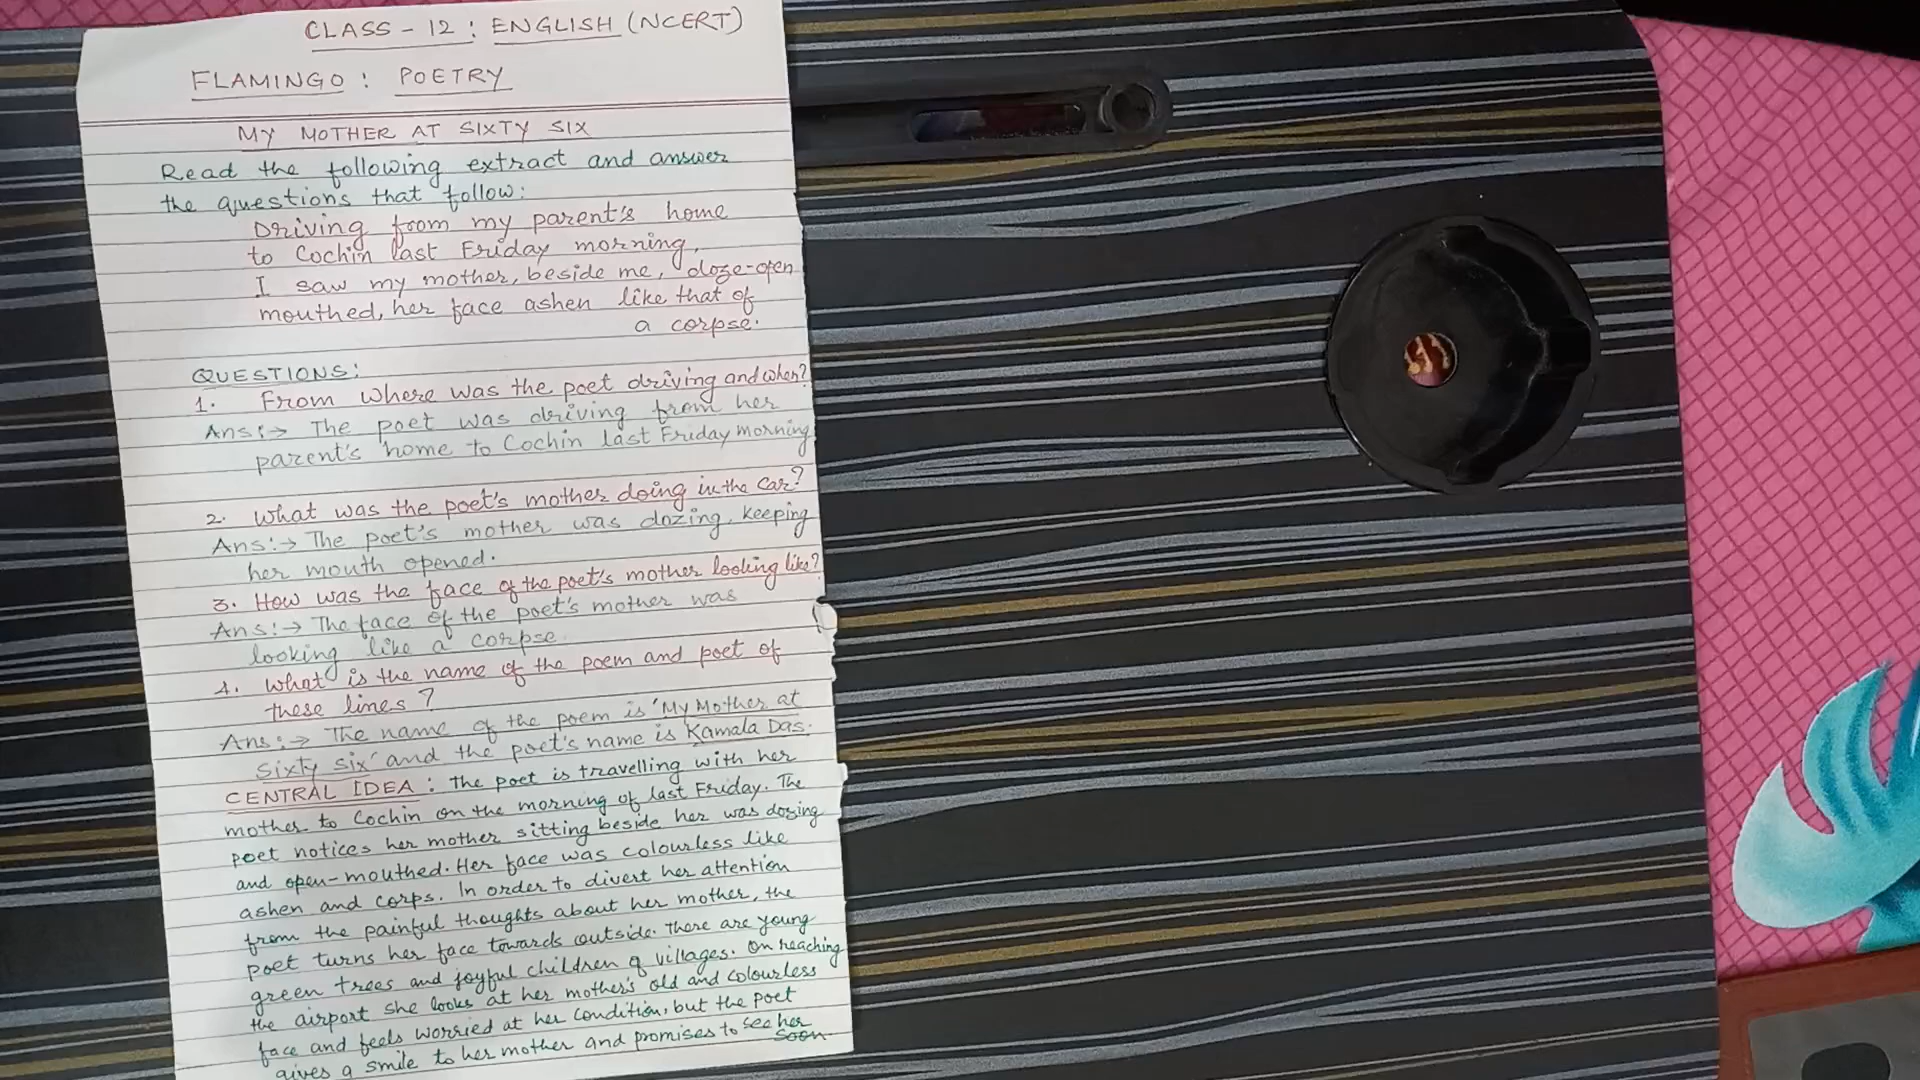 CLASS - 12 : ENGLISH (NCERT)
FLAMINGO : POETRY
MY MOTHER AT SIXTY SIX
Read the following extract and answer
the questions that follow:
Driving from my parent's home
to Cochin last Friday morning,
I saw my mother, beside me, doze-open
mouthed, her face ashen like that of
a corpse.
QUESTIONS:
1. From where was the poet driving and when?
Ans:→ The poet was driving from her
parent's home to Cochin last Friday morning
2. What was the poet's mother doing in the car?
Ans:→ The poet's mother was dozing, keeping
her mouth opened.
3. How was the face of the poet's mother looking like?
Ans:→ The face of the poet's mother was
looking like a corpse
4. What is the name of the poem and poet of
these lines?
Ans:→ The name of the poem is 'My Mother at
Sixty six' and the poet's name is Kamala Das.
CENTRAL IDEA : The poet is travelling with her
mother to Cochin on the morning of last Friday. The
poet notices her mother sitting beside her was dozing
and open-mouthed. Her face was colourless like
ashen and corps. In order to divert her attention
from the painful thoughts about her mother, the
poet turns her face towards outside. There are young
green trees and joyful children of villages. On reaching
the airport she looks at her mother's old and colourless
face and feels worried at her condition, but the poet
gives a smile to her mother and promises to see her
soon